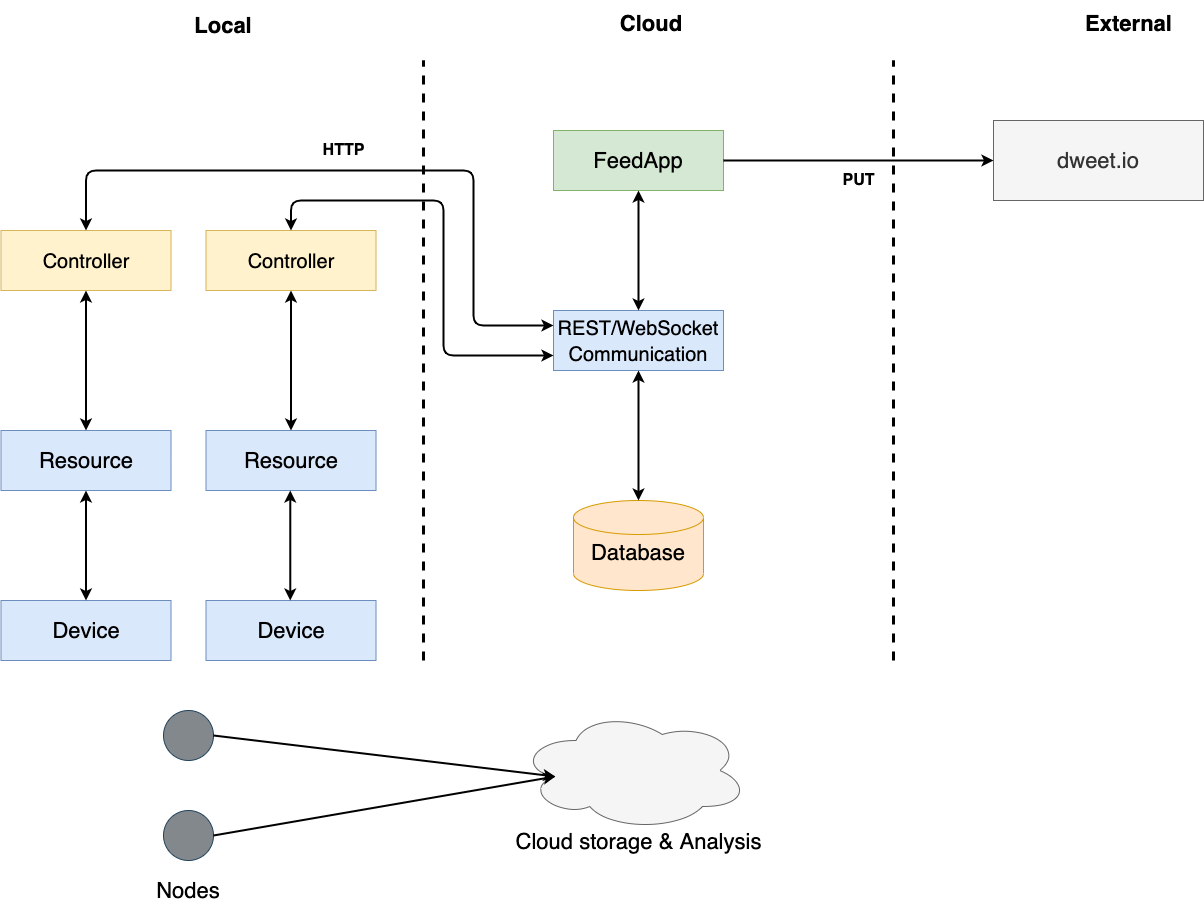 Local
Cloud
External
HTTP
FeedApp
PUT
dweet.io
Controller
Controller
REST/WebSocket
Communication
Resource
Resource
Database
Device
Device
Cloud storage & Analysis
Nodes